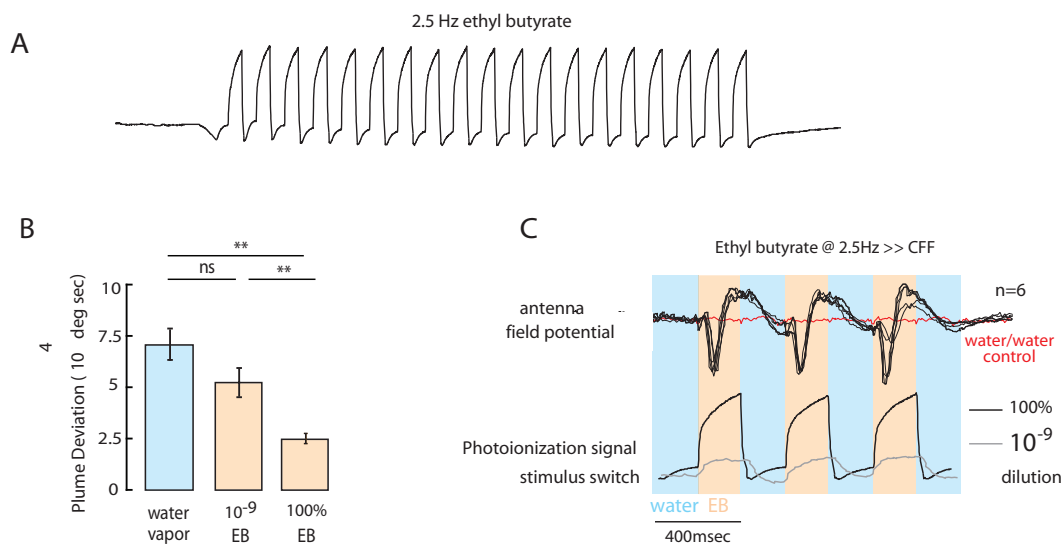 A
2.5 Hz ethyl butyrate
B
**
ns
**
10
7.5
5
2.5
0
Plume Deviation ( 10 deg sec)
4
water
vapor
10-9
EB
100%
EB
C
Ethyl butyrate @ 2.5Hz >> CFF
antenna
field potential
n=6
water/water
control
100%
10-9
dilution
Photoionization signal
stimulus switch
water EB
400msec